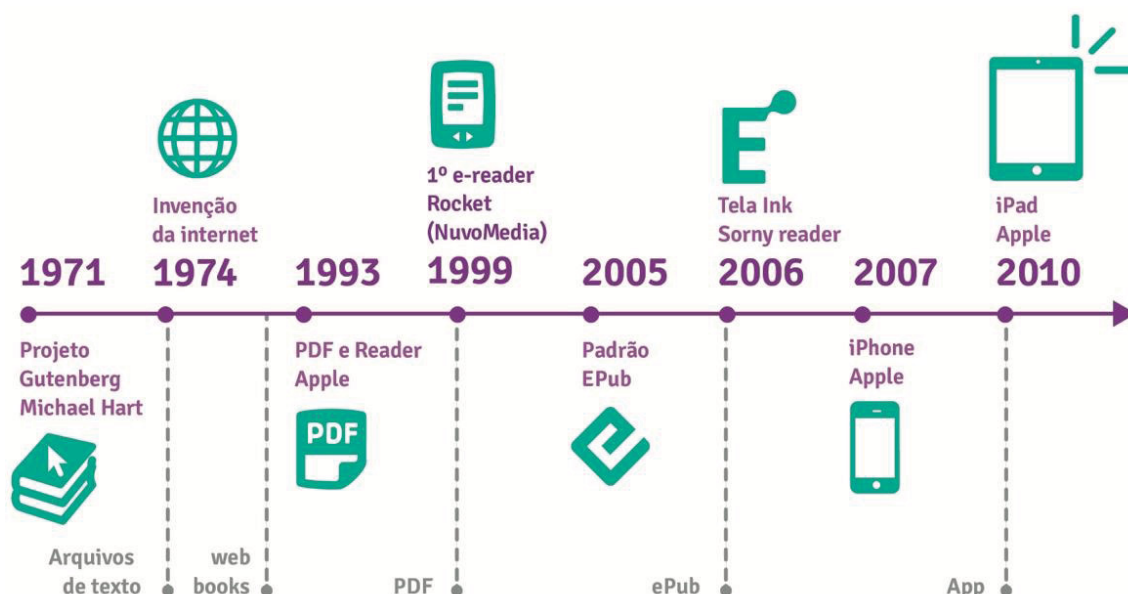 1971
Projeto
Gutenberg
Michael Hart
Invenção
da internet
1974
1993
PDF e Reader
Apple
PDF
1º e-reader
Rocket
(NuvoMedia)
1999
2005
Padrão
EPub
E
Tela Ink
Sorny reader
2006
2007
iPhone
Apple
iPad
Apple
2010
Arquivos
de texto
web
books
PDF
ePub
App